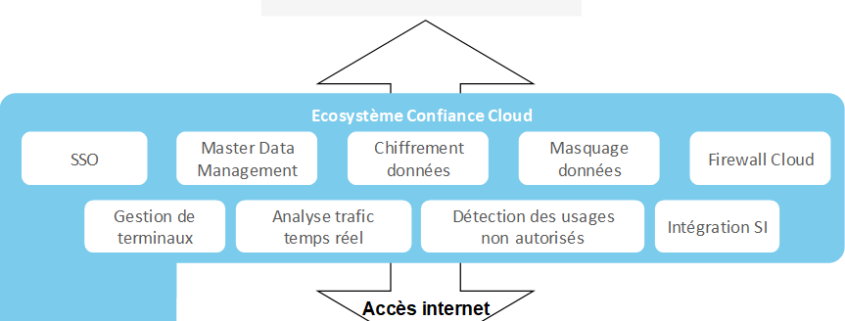 Ecosystème Confiance Cloud
SSO
Master Data
Management
Chiffrement
données
Masquage
données
Firewall Cloud
Gestion de
terminaux
Analyse trafic
temps réel
Détection des usages
non autorisés
Intégration SI
Accès internet